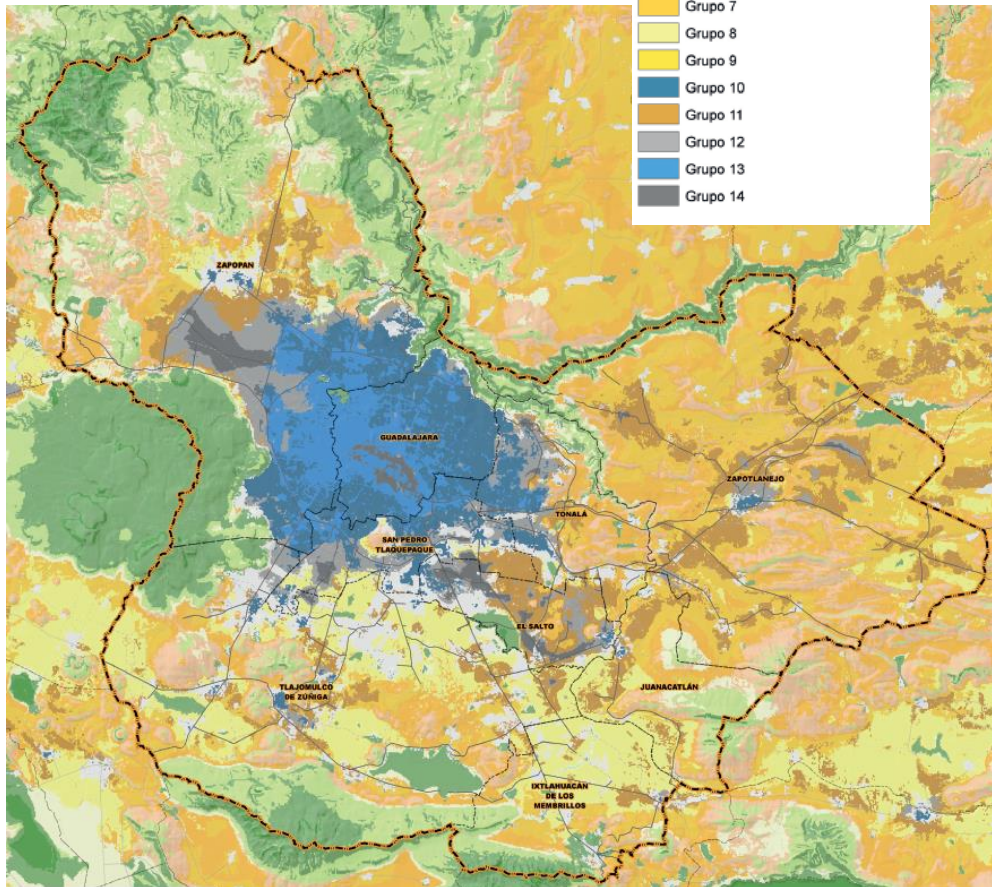 Grupo 7
Grupo 8
Grupo 9
Grupo 10
Grupo 11
Grupo 12
Grupo 13
Grupo 14
ZAPOPAN
GUADALAJARA
ZAPOTLANEJO
TONALÁ
SAN PEDRO
TLAQUEPAQUE
EL SALTO
TLAJOMULCO
DE ZÚÑIGA
JUANACATLÁN
IXTLAHUACÁN
DE LOS
MEMBRILLOS